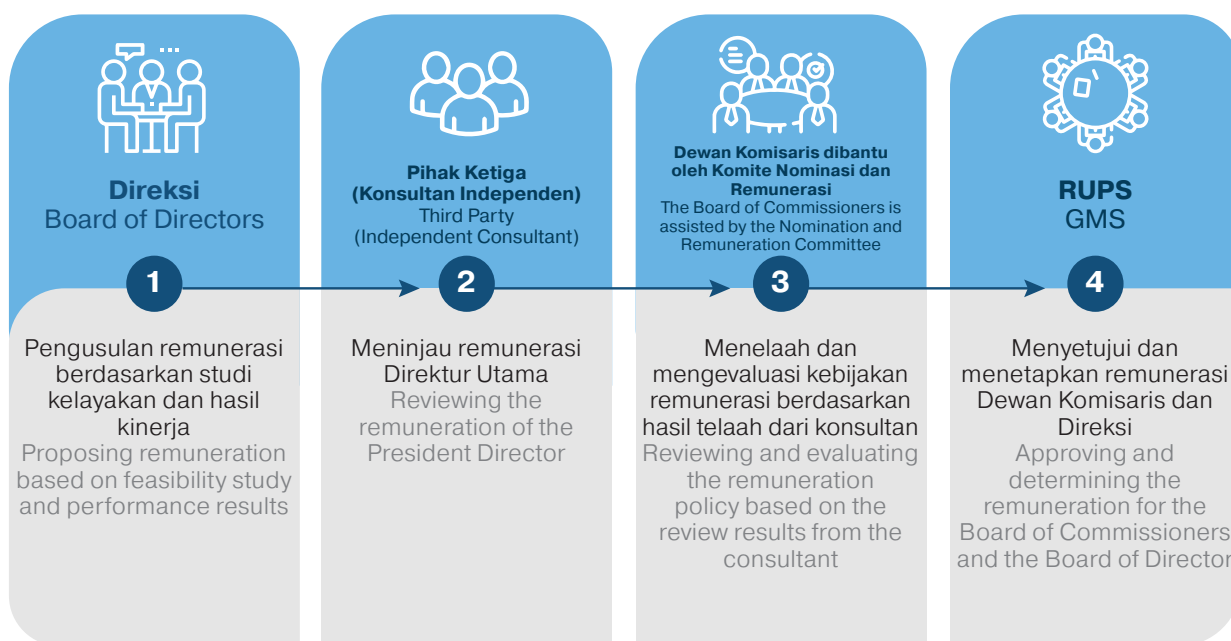 Direksi
Board of Directors
1
Pengusulan remunerasi
berdasarkan studi
kelayakan dan hasil
kinerja
Proposing remuneration
based on feasibility study
and performance results
Pihak Ketiga
(Konsultan Independen)
Third Party
(Independent Consultant)
2
Meninjau remunerasi
Direktur Utama
Reviewing the
remuneration of the
President Director
Dewan Komisaris dibantu
oleh Komite Nominasi dan
Remunerasi
The Board of Commissioners is
assisted by the Nomination and
Remuneration Committee
3
Menelaah dan
mengevaluasi kebijakan
remunerasi berdasarkan
hasil telaah dari konsultan
Reviewing and evaluating
the remuneration
policy based on the
review results from the
consultant
RUPS
GMS
4
Menyetujui dan
menetapkan remunerasi
Dewan Komisaris dan
Direksi
Approving and
determining the
remuneration for the
Board of Commissioners
and the Board of Director